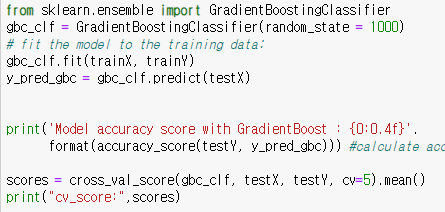 from sklearn.ensemble import GradientBoostingClassifier
gbc_clf = GradientBoostingClassifier(random_state = 1000)
# fit the model to the training data:
gbc_clf.fit(trainX, trainY)
y_pred_gbc = gbc_clf.predict(testX)
print('Model accuracy score with GradientBoost : {0:0.4f}'.
format(accuracy_score(testY, y_pred_gbc))) #calculate
scores = cross_val_score(gbc_clf, testX, testY, cv=5).mean()
print("cv_score:",scores)